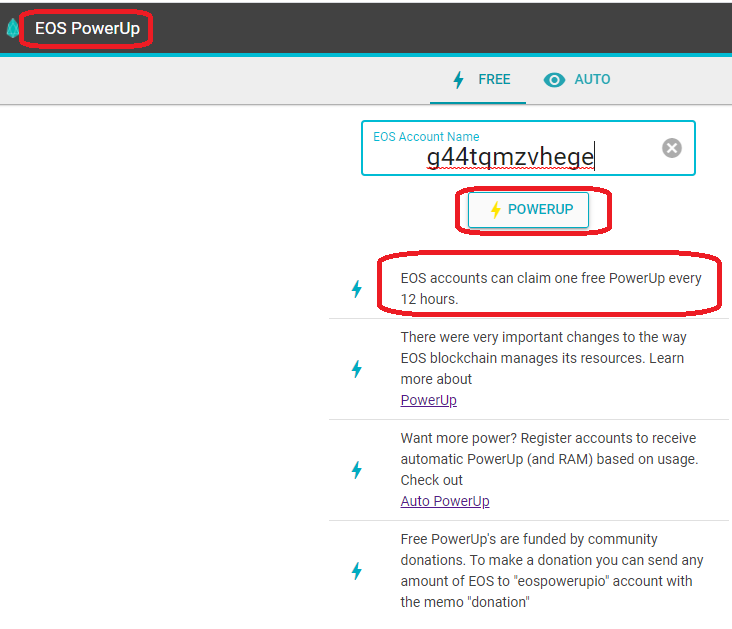 EOS PowerUp
FREE
AUTO
EOS Account Name
g44tqmzvhege
POWERUP
EOS accounts can claim one free PowerUp every
12 hours.
There were very important changes to the way
EOS blockchain manages its resources. Learn
more about
PowerUp
Want more power? Register accounts to receive
automatic PowerUp (and RAM) based on usage.
Check out
Auto PowerUp
Free PowerUp's are funded by community
donations. To make a donation you can send any
amount of EOS to "eospowerupio" account with
the memo "donation"